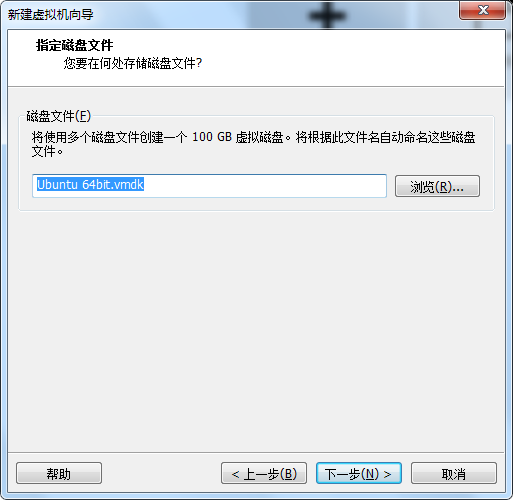 新建虚拟机向导
指定磁盘文件
您要在何处存储磁盘文件?
磁盘文件(F)
将使用多个磁盘文件创建一个 100 GB 虚拟磁盘。将根据此文件名自动命名这些磁盘
文件。
Ubuntu 64bit.vmdk
浏览(R)...
帮助
< 上一步(B)
下一步(N) >
取消